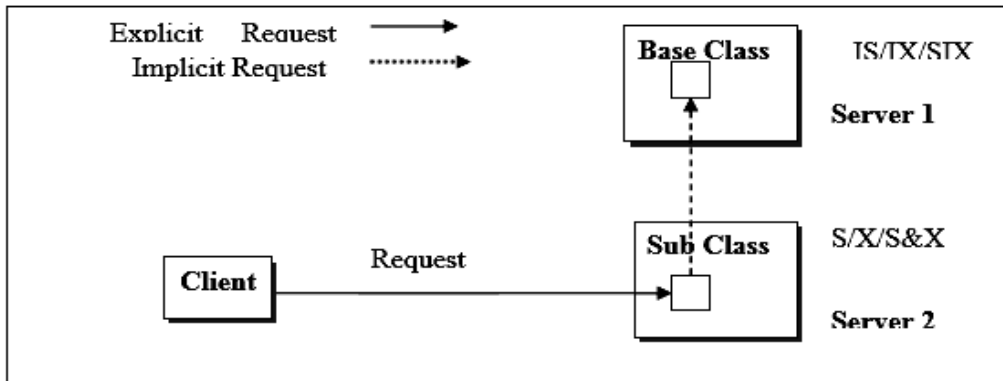 Explicit Request
Implicit Request
Base Class
IS/IX/SIX
Server 1
Sub Class
S/X/S&X
Request
Client
Server 2